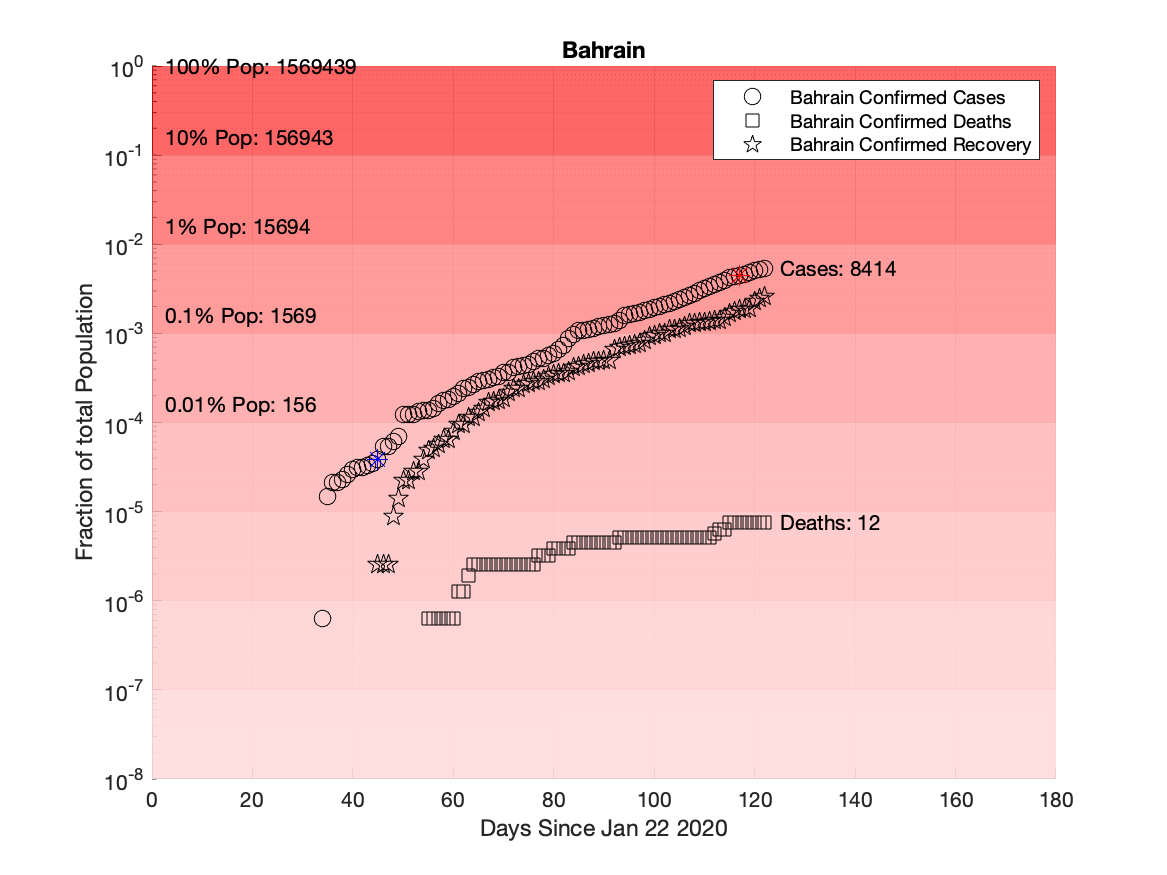 Bahrain
10^0
10^-1
10^-2
10^-3
10^-4
10^-5
10^-6
10^-7
10^-8
Fraction of total Population
100% Pop: 1569439
10% Pop: 156943
1% Pop: 15694
0.1% Pop: 1569
0.01% Pop: 156
Bahrain Confirmed Cases
Bahrain Confirmed Deaths
Bahrain Confirmed Recovery
Cases: 8414
Deaths: 12
0 20 40 60 80 100 120 140 160 180
Days Since Jan 22 2020